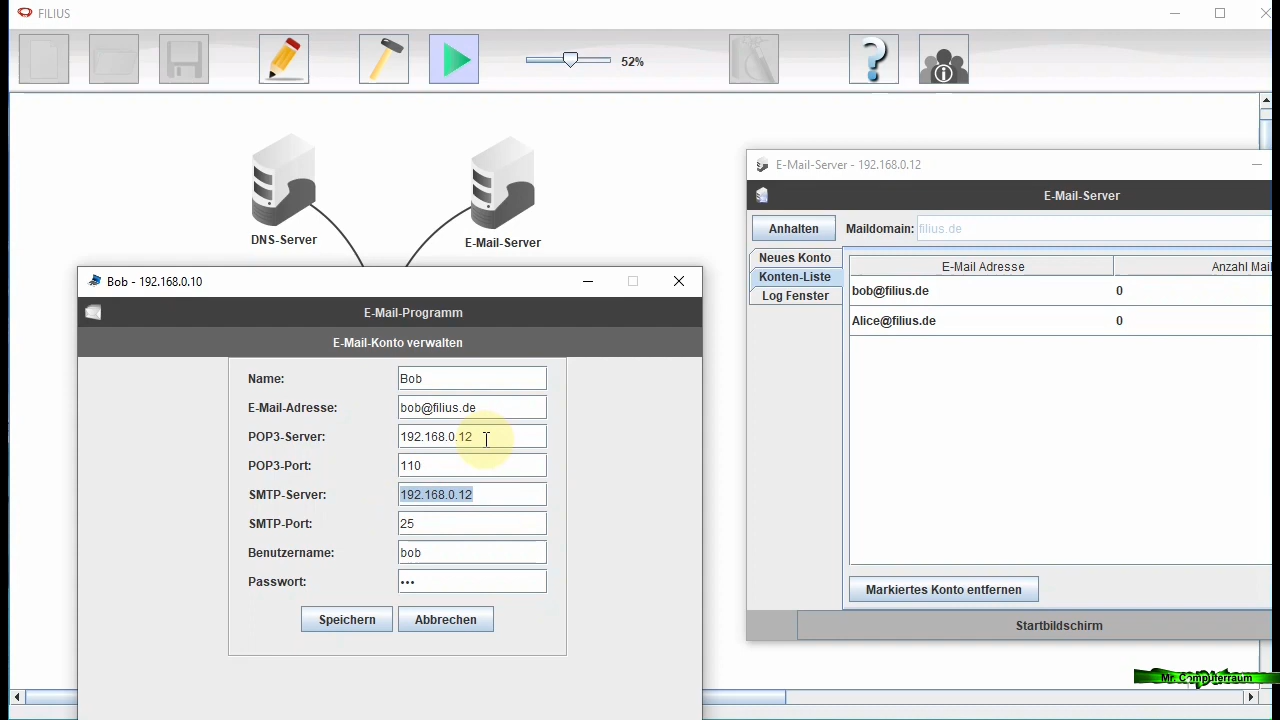 FILIUS
52%
DNS-Server
E-Mail-Server
E-Mail-Server - 192.168.0.12
E-Mail-Server
Anhalten
Maildomain:
filius.de
Neues Konto
Konten-Liste
Log Fenster
E-Mail Adresse
Anzahl Mail
bob@filius.de
0
Alice@filius.de
0
Markiertes Konto entfernen
Startbildschirm
Bob - 192.168.0.10
E-Mail-Programm
E-Mail-Konto verwalten
Name:
Bob
E-Mail-Adresse:
bob@filius.de
POP3-Server:
192.168.0.12
POP3-Port:
110
SMTP-Server:
192.168.0.12
SMTP-Port:
25
Benutzername:
bob
Passwort:
•••
Speichern
Abbrechen
Mr. Computerraum